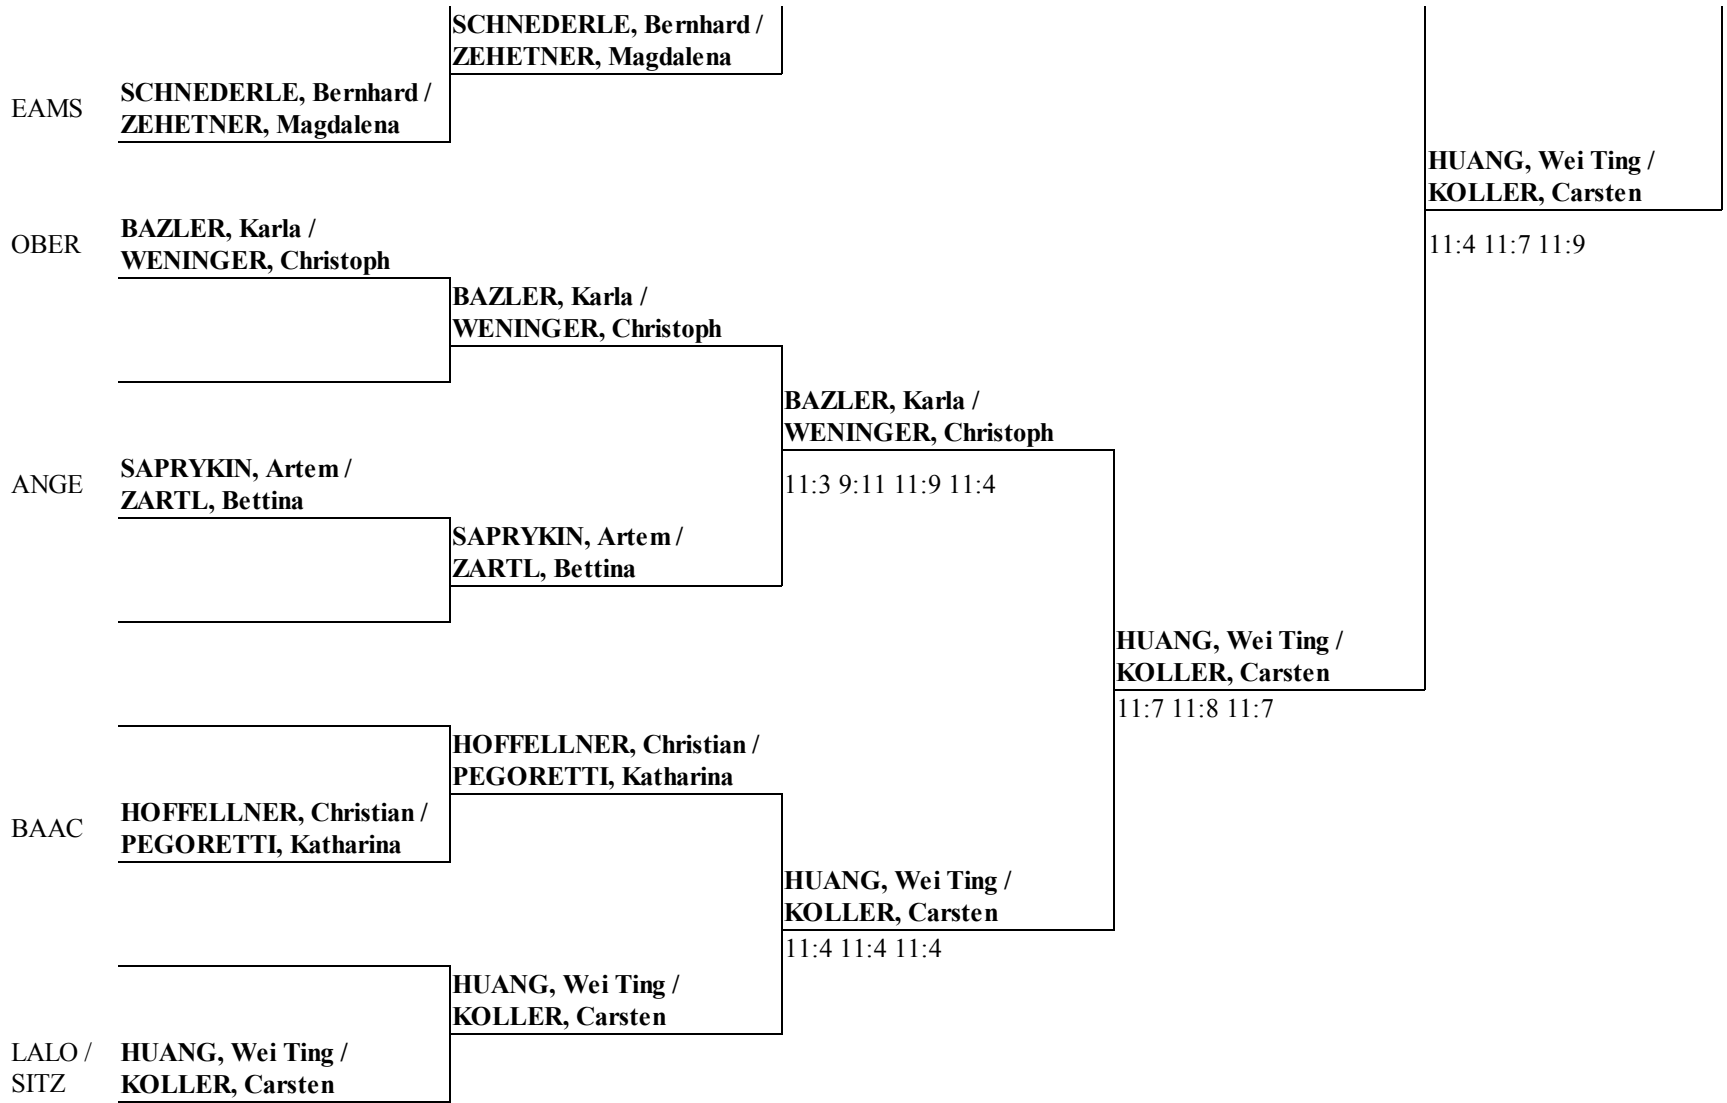 SCHNEDERLE, Bernhard /
ZEHETNER, Magdalena
EAMS
SCHNEDERLE, Bernhard /
ZEHETNER, Magdalena
HUANG, Wei Ting /
KOLLER, Carsten
11:4 11:7 11:9
OBER
BAZLER, Karla /
WENINGER, Christoph
BAZLER, Karla /
WENINGER, Christoph
BAZLER, Karla /
WENINGER, Christoph
11:3 9:11 11:9 11:4
ANGE
SAPRYKIN, Artem /
ZARTL, Bettina
SAPRYKIN, Artem /
ZARTL, Bettina
HUANG, Wei Ting /
KOLLER, Carsten
11:7 11:8 11:7
HOFFELLNER, Christian /
PEGORETTI, Katharina
BAAC
HOFFELLNER, Christian /
PEGORETTI, Katharina
HUANG, Wei Ting /
KOLLER, Carsten
11:4 11:4 11:4
HUANG, Wei Ting /
KOLLER, Carsten
LALO /
SITZ
HUANG, Wei Ting /
KOLLER, Carsten